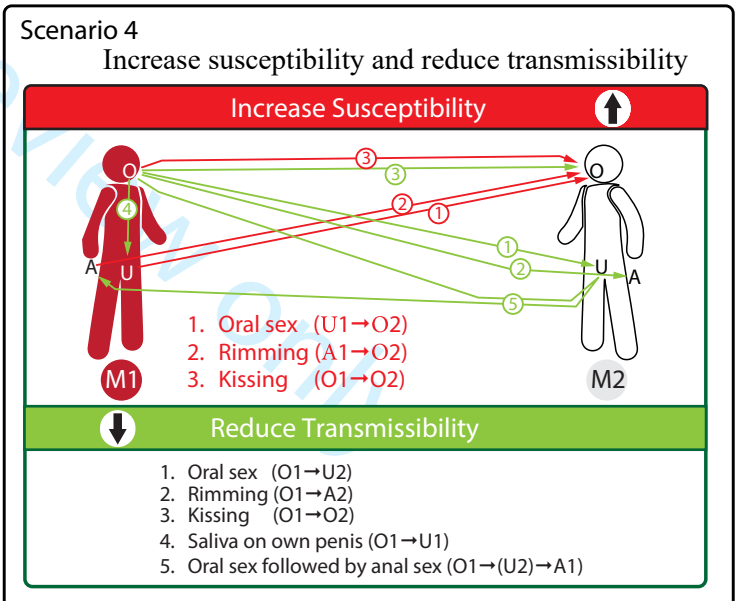 Scenario 4
Increase susceptibility and reduce transmissibility
Increase Susceptibility
O 3 O
3
4 2
1
1
A U 2 U A
5
1. Oral sex (U1→O2)
2. Rimming (A1→O2)
3. Kissing (O1→O2)
M1 M2
Reduce Transmissibility
1. Oral sex (O1→U2)
2. Rimming (O1→A2)
3. Kissing (O1→O2)
4. Saliva on own penis (O1→U1)
5. Oral sex followed by anal sex (O1→(U2)→A1)
view only